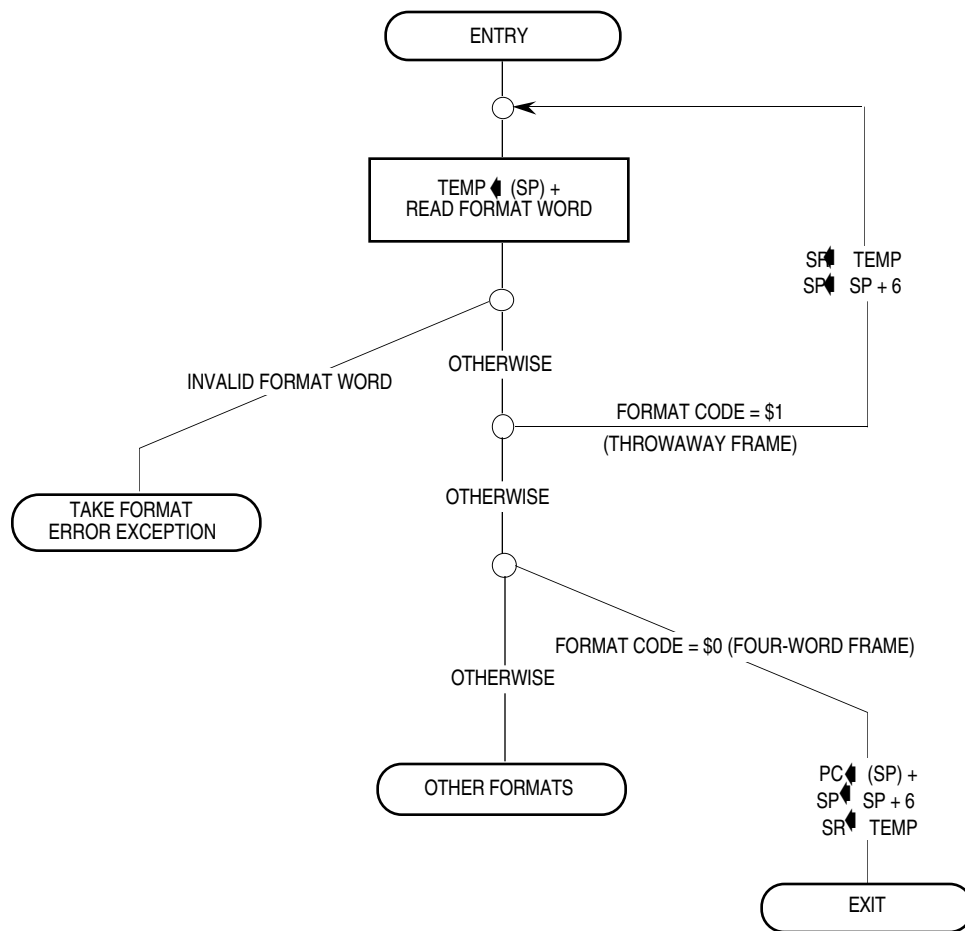 ENTRY
TEMP ◀ (SP) +
READ FORMAT WORD
SR ◀ TEMP
SP ◀ SP + 6
OTHERWISE
INVALID FORMAT WORD
FORMAT CODE = $1
(THROWAWAY FRAME)
OTHERWISE
TAKE FORMAT
ERROR EXCEPTION
FORMAT CODE = $0 (FOUR-WORD FRAME)
OTHERWISE
PC ◀ (SP) +
SP ◀ SP + 6
SR ◀ TEMP
OTHER FORMATS
EXIT